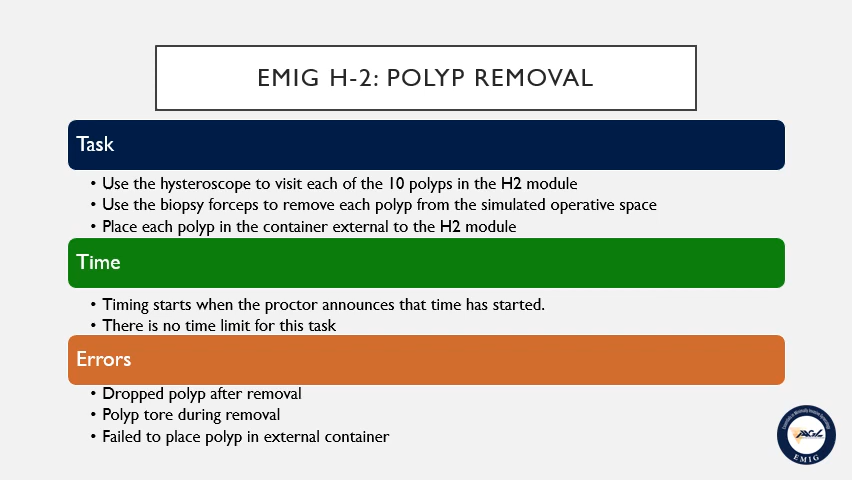 EMIG H-2: POLYP REMOVAL
Task
• Use the hysteroscope to visit each of the 10 polyps in the H2 module
• Use the biopsy forceps to remove each polyp from the simulated operative space
• Place each polyp in the container external to the H2 module
Time
• Timing starts when the proctor announces that time has started.
• There is no time limit for this task
Errors
• Dropped polyp after removal
• Polyp tore during removal
• Failed to place polyp in external container
AAGL
EMIG